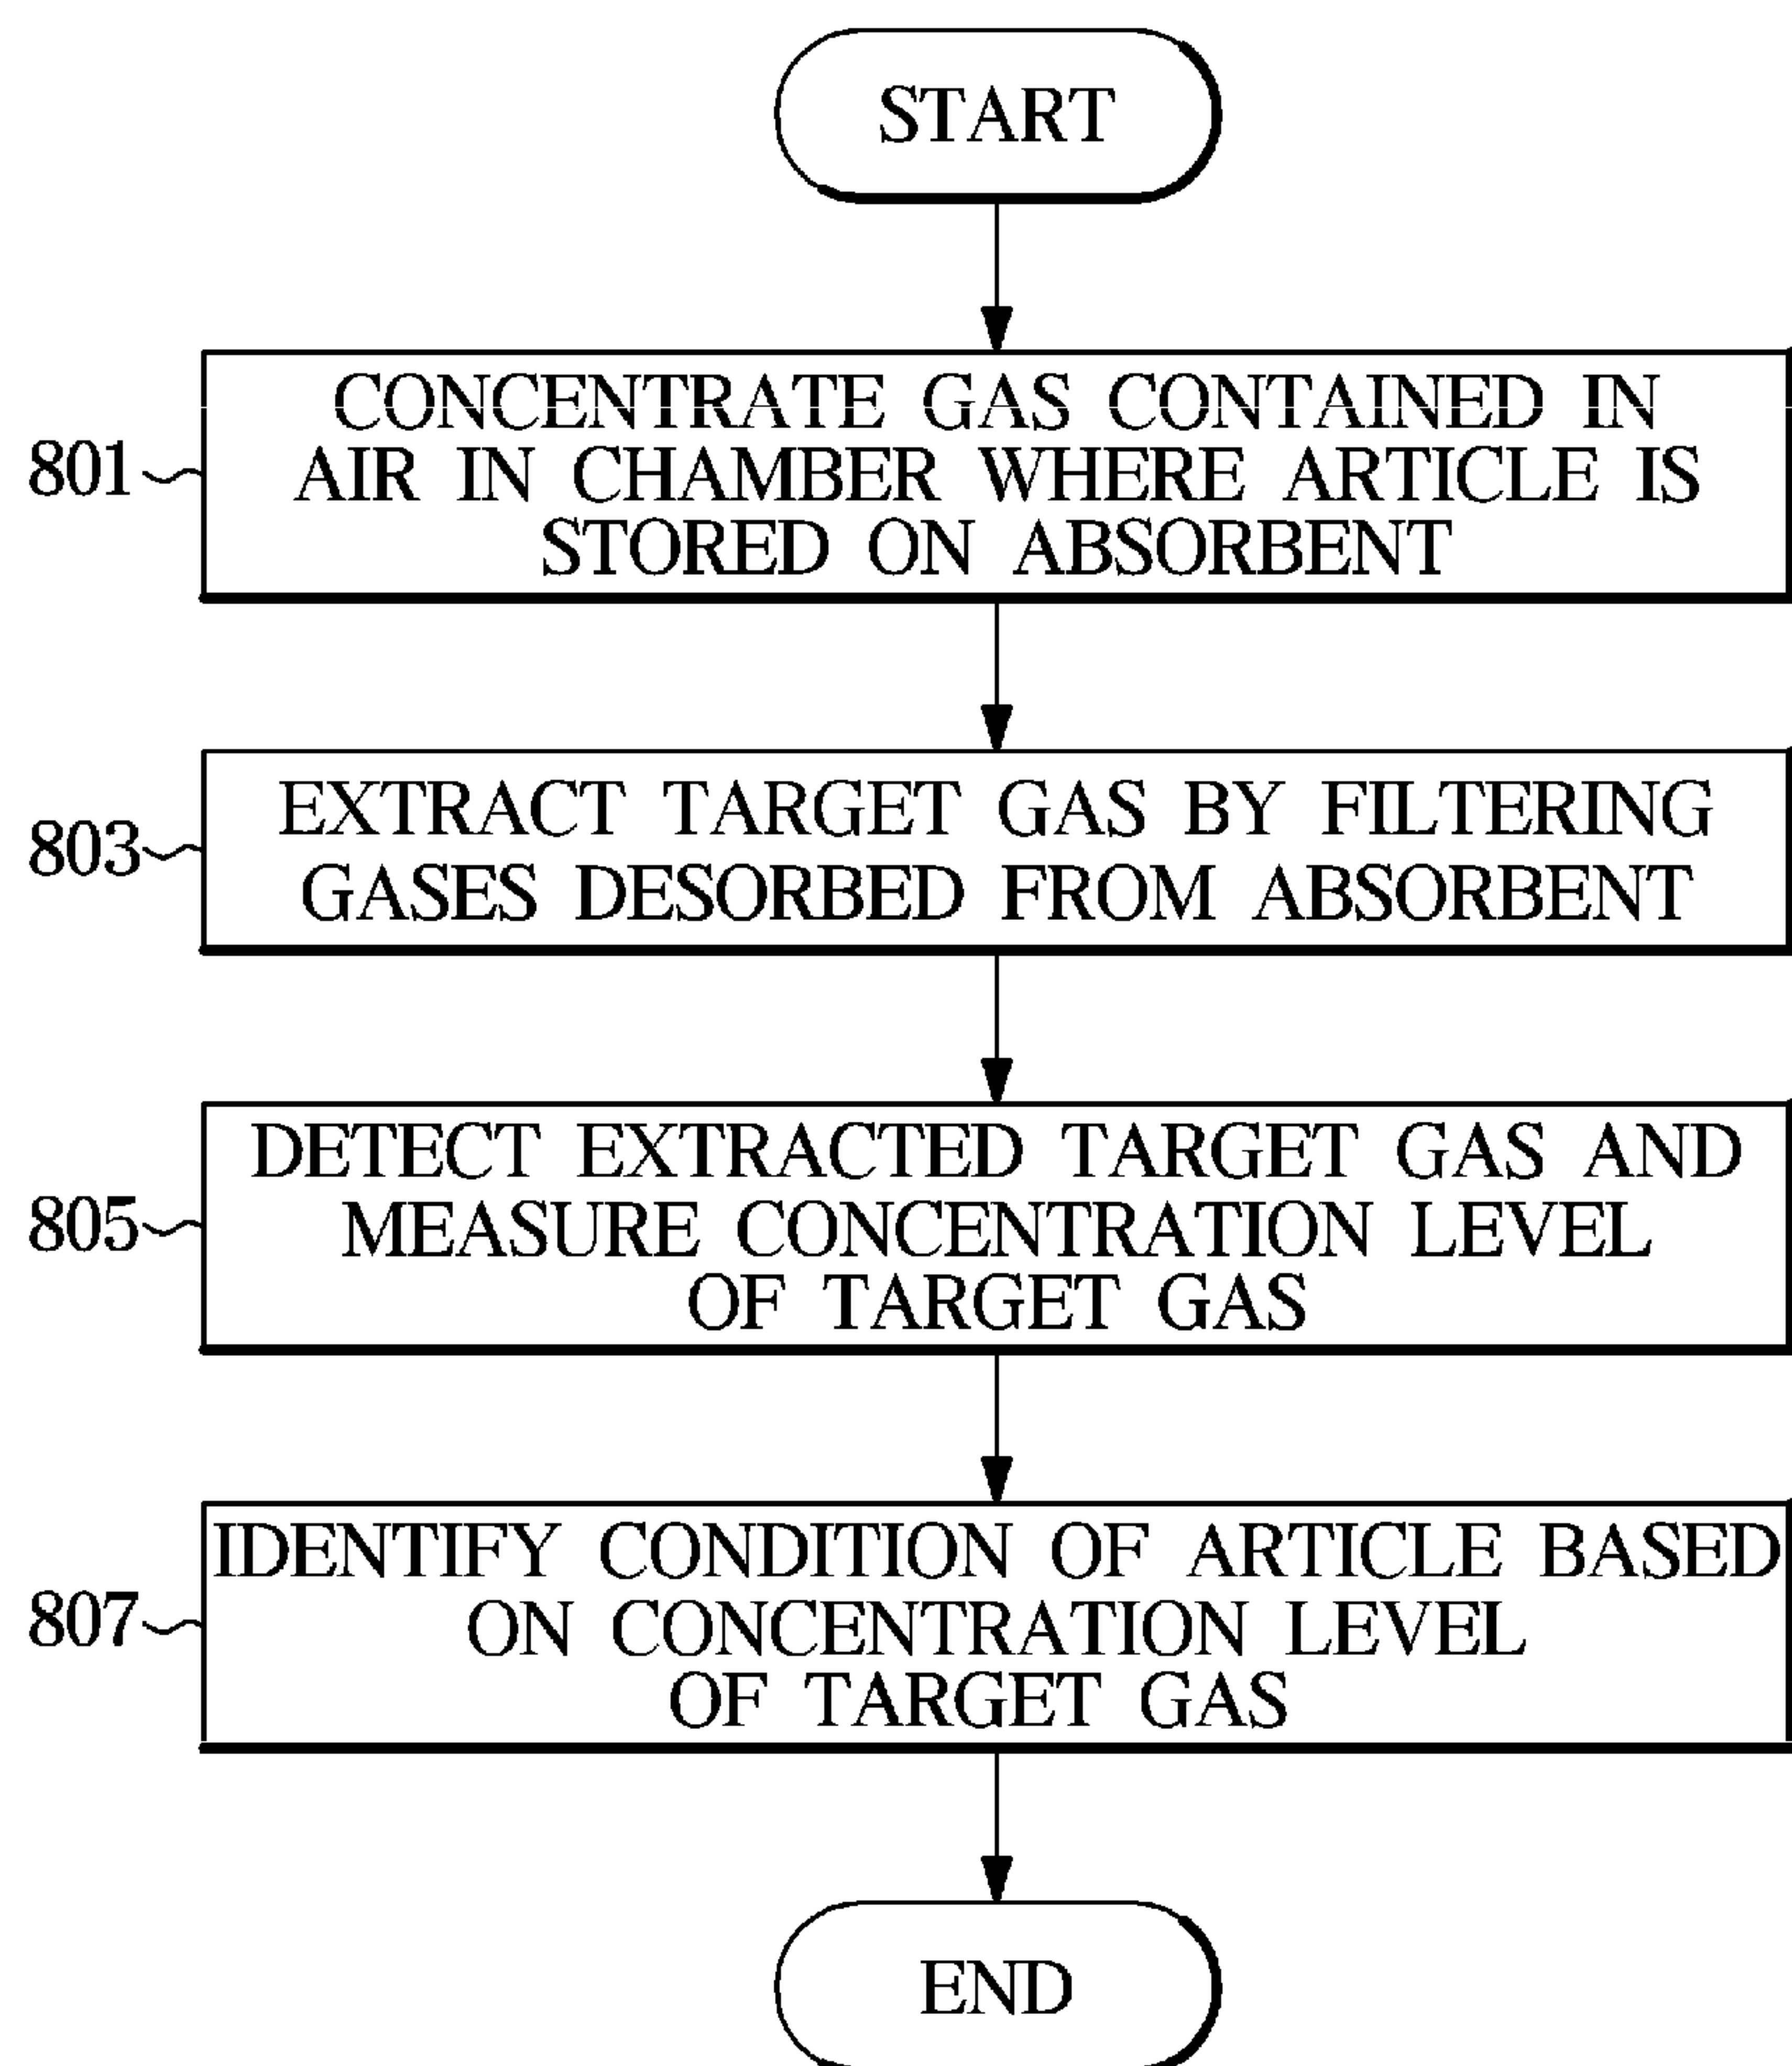 START
CONCENTRATE GAS CONTAINED IN
AIR IN CHAMBER WHERE ARTICLE IS
STORED ON ABSORBENT
801
EXTRACT TARGET GAS BY FILTERING
GASES DESORBED FROM ABSORBENT
803
DETECT EXTRACTED TARGET GAS AND
MEASURE CONCENTRATION LEVEL
OF TARGET GAS
805
IDENTIFY CONDITION OF ARTICLE BASED
ON CONCENTRATION LEVEL
OF TARGET GAS
807
END